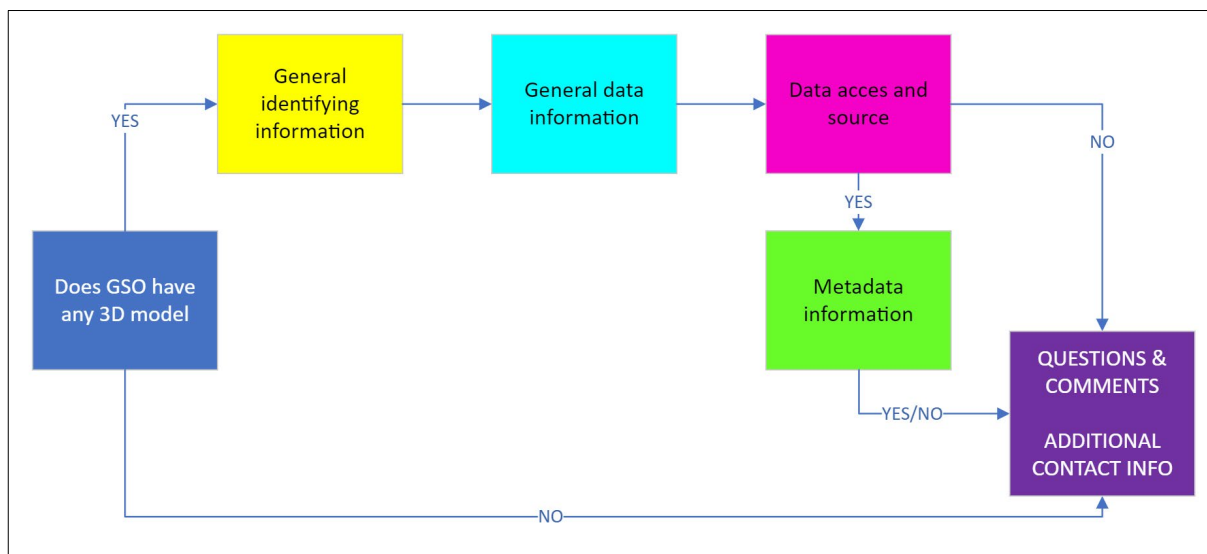 General
identifying
information
General data
information
Data acces and
source
YES
NO
YES
Does GSO have
any 3D model
Metadata
information
QUESTIONS &
COMMENTS
ADDITIONAL
CONTACT INFO
YES/NO
NO